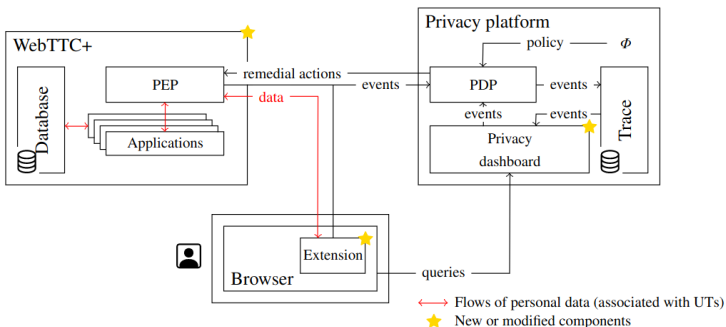 Privacy platform
WebTTC+
policy
Φ
Database
PEP
remedial actions
events
data
PDP
events
Trace
events
events
Applications
Privacy
dashboard
Extension
Browser
queries
Flows of personal data (associated with UTs)
New or modified components